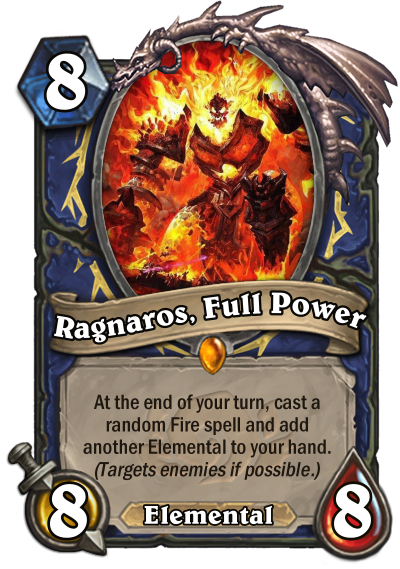 8
Ragnaros, Full Power
At the end of your turn, cast a
random Fire spell and add
another Elemental to your hand.
(Targets enemies if possible.)
8
Elemental
8